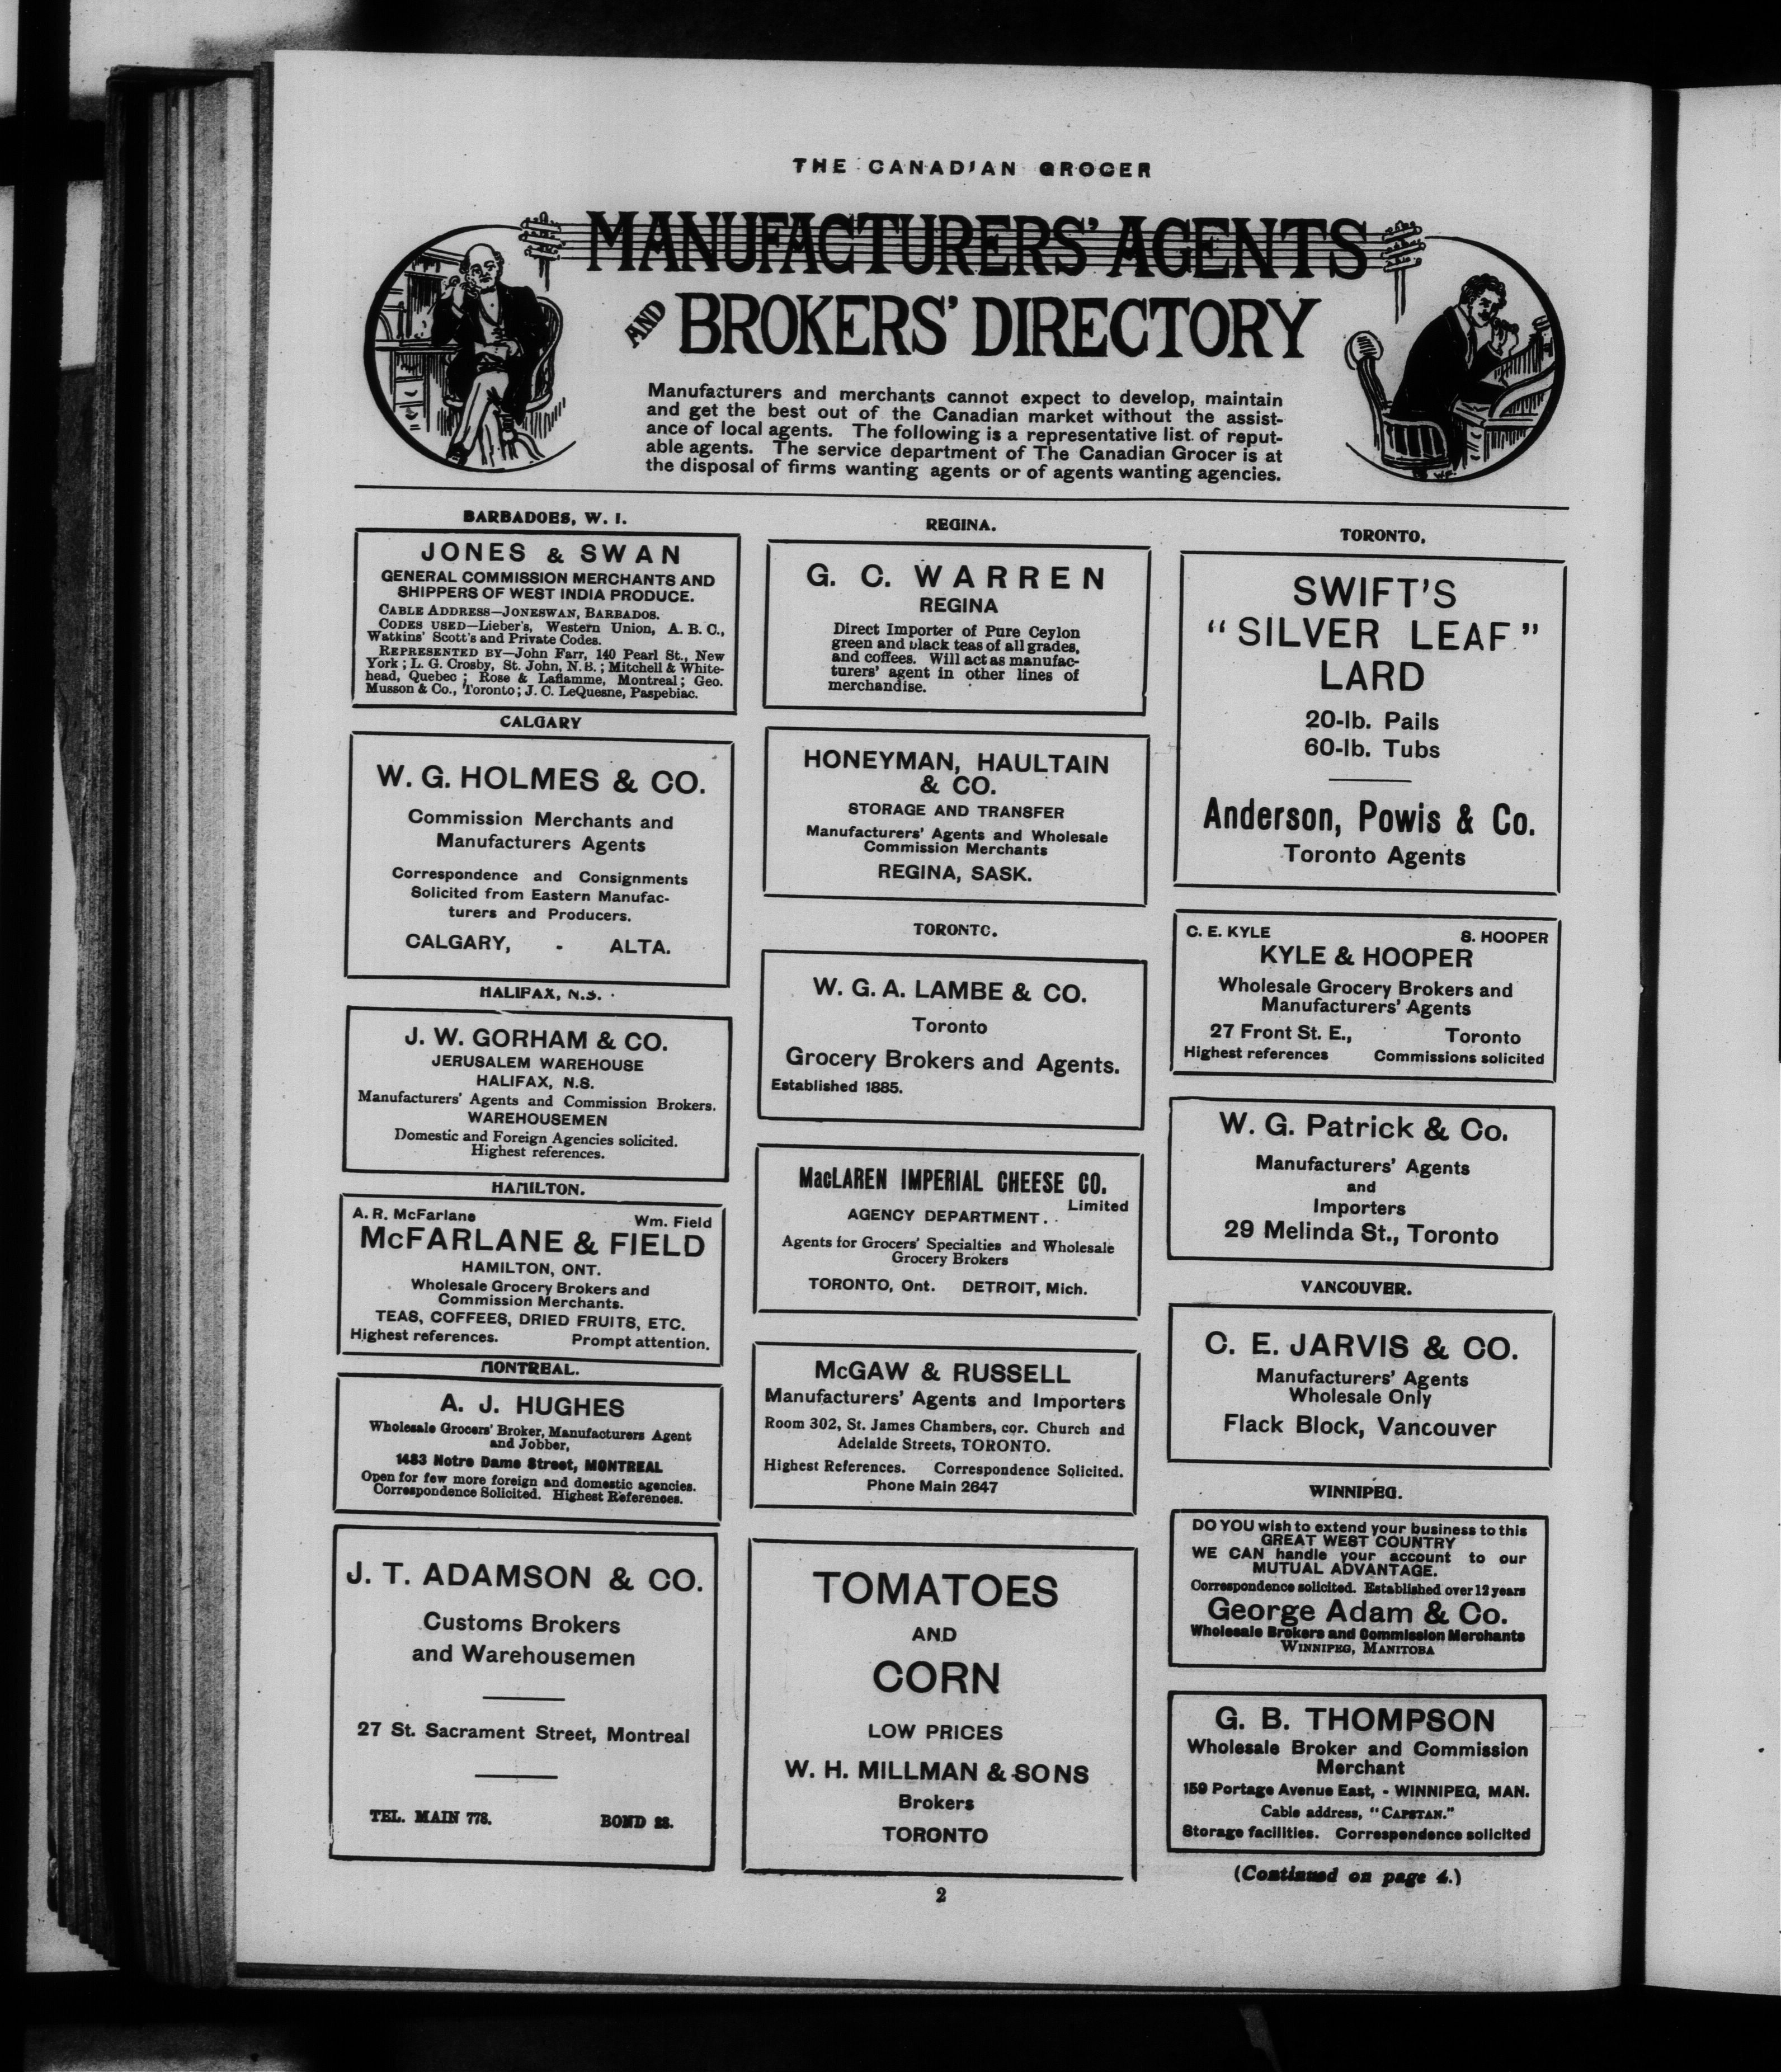 THE CANADIAN GROCER
MANUFACTURERS' AGENTS
AND BROKERS' DIRECTORY
Manufacturers and merchants cannot expect to develop, maintain
and get the best out of the Canadian market without the assist-
ance of local agents. The following is a representative list of reput-
able agents. The service department of The Canadian Grocer is at
the disposal of firms wanting agents or of agents wanting agencies.
BARBADOES, W. I.
JONES & SWAN
GENERAL COMMISSION MERCHANTS AND
SHIPPERS OF WEST INDIA PRODUCE.
CABLE ADDRESS—JONESWAN, BARBADOS.
CODES USED—Lieber's, Western Union, A. B. C.,
Watkins' Scott's and Private Codes.
REPRESENTED BY—John Farr, 140 Pearl St., New
York; L. G. Crosby, St. John, N.B.; Mitchell & White-
head, Quebec; Rose & Laflamme, Montreal; Geo.
Musson & Co., Toronto; J. C. LeQuesne, Paspebiac.
CALGARY
W. G. HOLMES & CO.
Commission Merchants and
Manufacturers Agents
Correspondence and Consignments
Solicited from Eastern Manufac-
turers and Producers.
CALGARY, - ALTA.
HALIFAX, N.S.
J. W. GORHAM & CO.
JERUSALEM WAREHOUSE
HALIFAX, N.S.
Manufacturers' Agents and Commission Brokers.
WAREHOUSEMEN
Domestic and Foreign Agencies solicited.
Highest references.
HAMILTON.
A. R. McFarlane Wm. Field
McFARLANE & FIELD
HAMILTON, ONT.
Wholesale Grocery Brokers and
Commission Merchants.
TEAS, COFFEES, DRIED FRUITS, ETC.
Highest references. Prompt attention.
MONTREAL.
A. J. HUGHES
Wholesale Grocers' Broker, Manufacturers Agent
and Jobber,
1483 Notre Dame Street, MONTREAL
Open for few more foreign and domestic agencies.
Correspondence Solicited. Highest References.
J. T. ADAMSON & CO.
Customs Brokers
and Warehousemen
27 St. Sacrament Street, Montreal
TEL. MAIN 778. BOND 28.
REGINA.
G. C. WARREN
REGINA
Direct Importer of Pure Ceylon
green and black teas of all grades,
and coffees. Will act as manufac-
turers' agent in other lines of
merchandise.
HONEYMAN, HAULTAIN
& CO.
STORAGE AND TRANSFER
Manufacturers' Agents and Wholesale
Commission Merchants
REGINA, SASK.
TORONTO.
W. G. A. LAMBE & CO.
Toronto
Grocery Brokers and Agents.
Established 1885.
MacLAREN IMPERIAL CHEESE CO.
Limited
AGENCY DEPARTMENT.
Agents for Grocers' Specialties and Wholesale
Grocery Brokers
TORONTO, Ont. DETROIT, Mich.
McGAW & RUSSELL
Manufacturers' Agents and Importers
Room 302, St. James Chambers, cor. Church and
Adelaide Streets, TORONTO.
Highest References. Correspondence Solicited.
Phone Main 2647
TOMATOES
AND
CORN
LOW PRICES
W. H. MILLMAN & SONS
Brokers
TORONTO
TORONTO.
SWIFT'S
"SILVER LEAF"
LARD
20-lb. Pails
60-lb. Tubs
Anderson, Powis & Co.
Toronto Agents
C. E. KYLE S. HOOPER
KYLE & HOOPER
Wholesale Grocery Brokers and
Manufacturers' Agents
27 Front St. E., Toronto
Highest references Commissions solicited
W. G. Patrick & Co.
Manufacturers' Agents
and
Importers
29 Melinda St., Toronto
VANCOUVER.
C. E. JARVIS & CO.
Manufacturers' Agents
Wholesale Only
Flack Block, Vancouver
WINNIPEG.
DO YOU wish to extend your business to this
GREAT WEST COUNTRY
WE CAN handle your account to our
MUTUAL ADVANTAGE.
Correspondence solicited. Established over 12 years
George Adam & Co.
Wholesale Brokers and Commission Merchants
WINNIPEG, MANITOBA
G. B. THOMPSON
Wholesale Broker and Commission
Merchant
159 Portage Avenue East, - WINNIPEG, MAN.
Cable address, "CAPSTAN."
Storage facilities. Correspondence solicited
(Continued on page 4.)
2